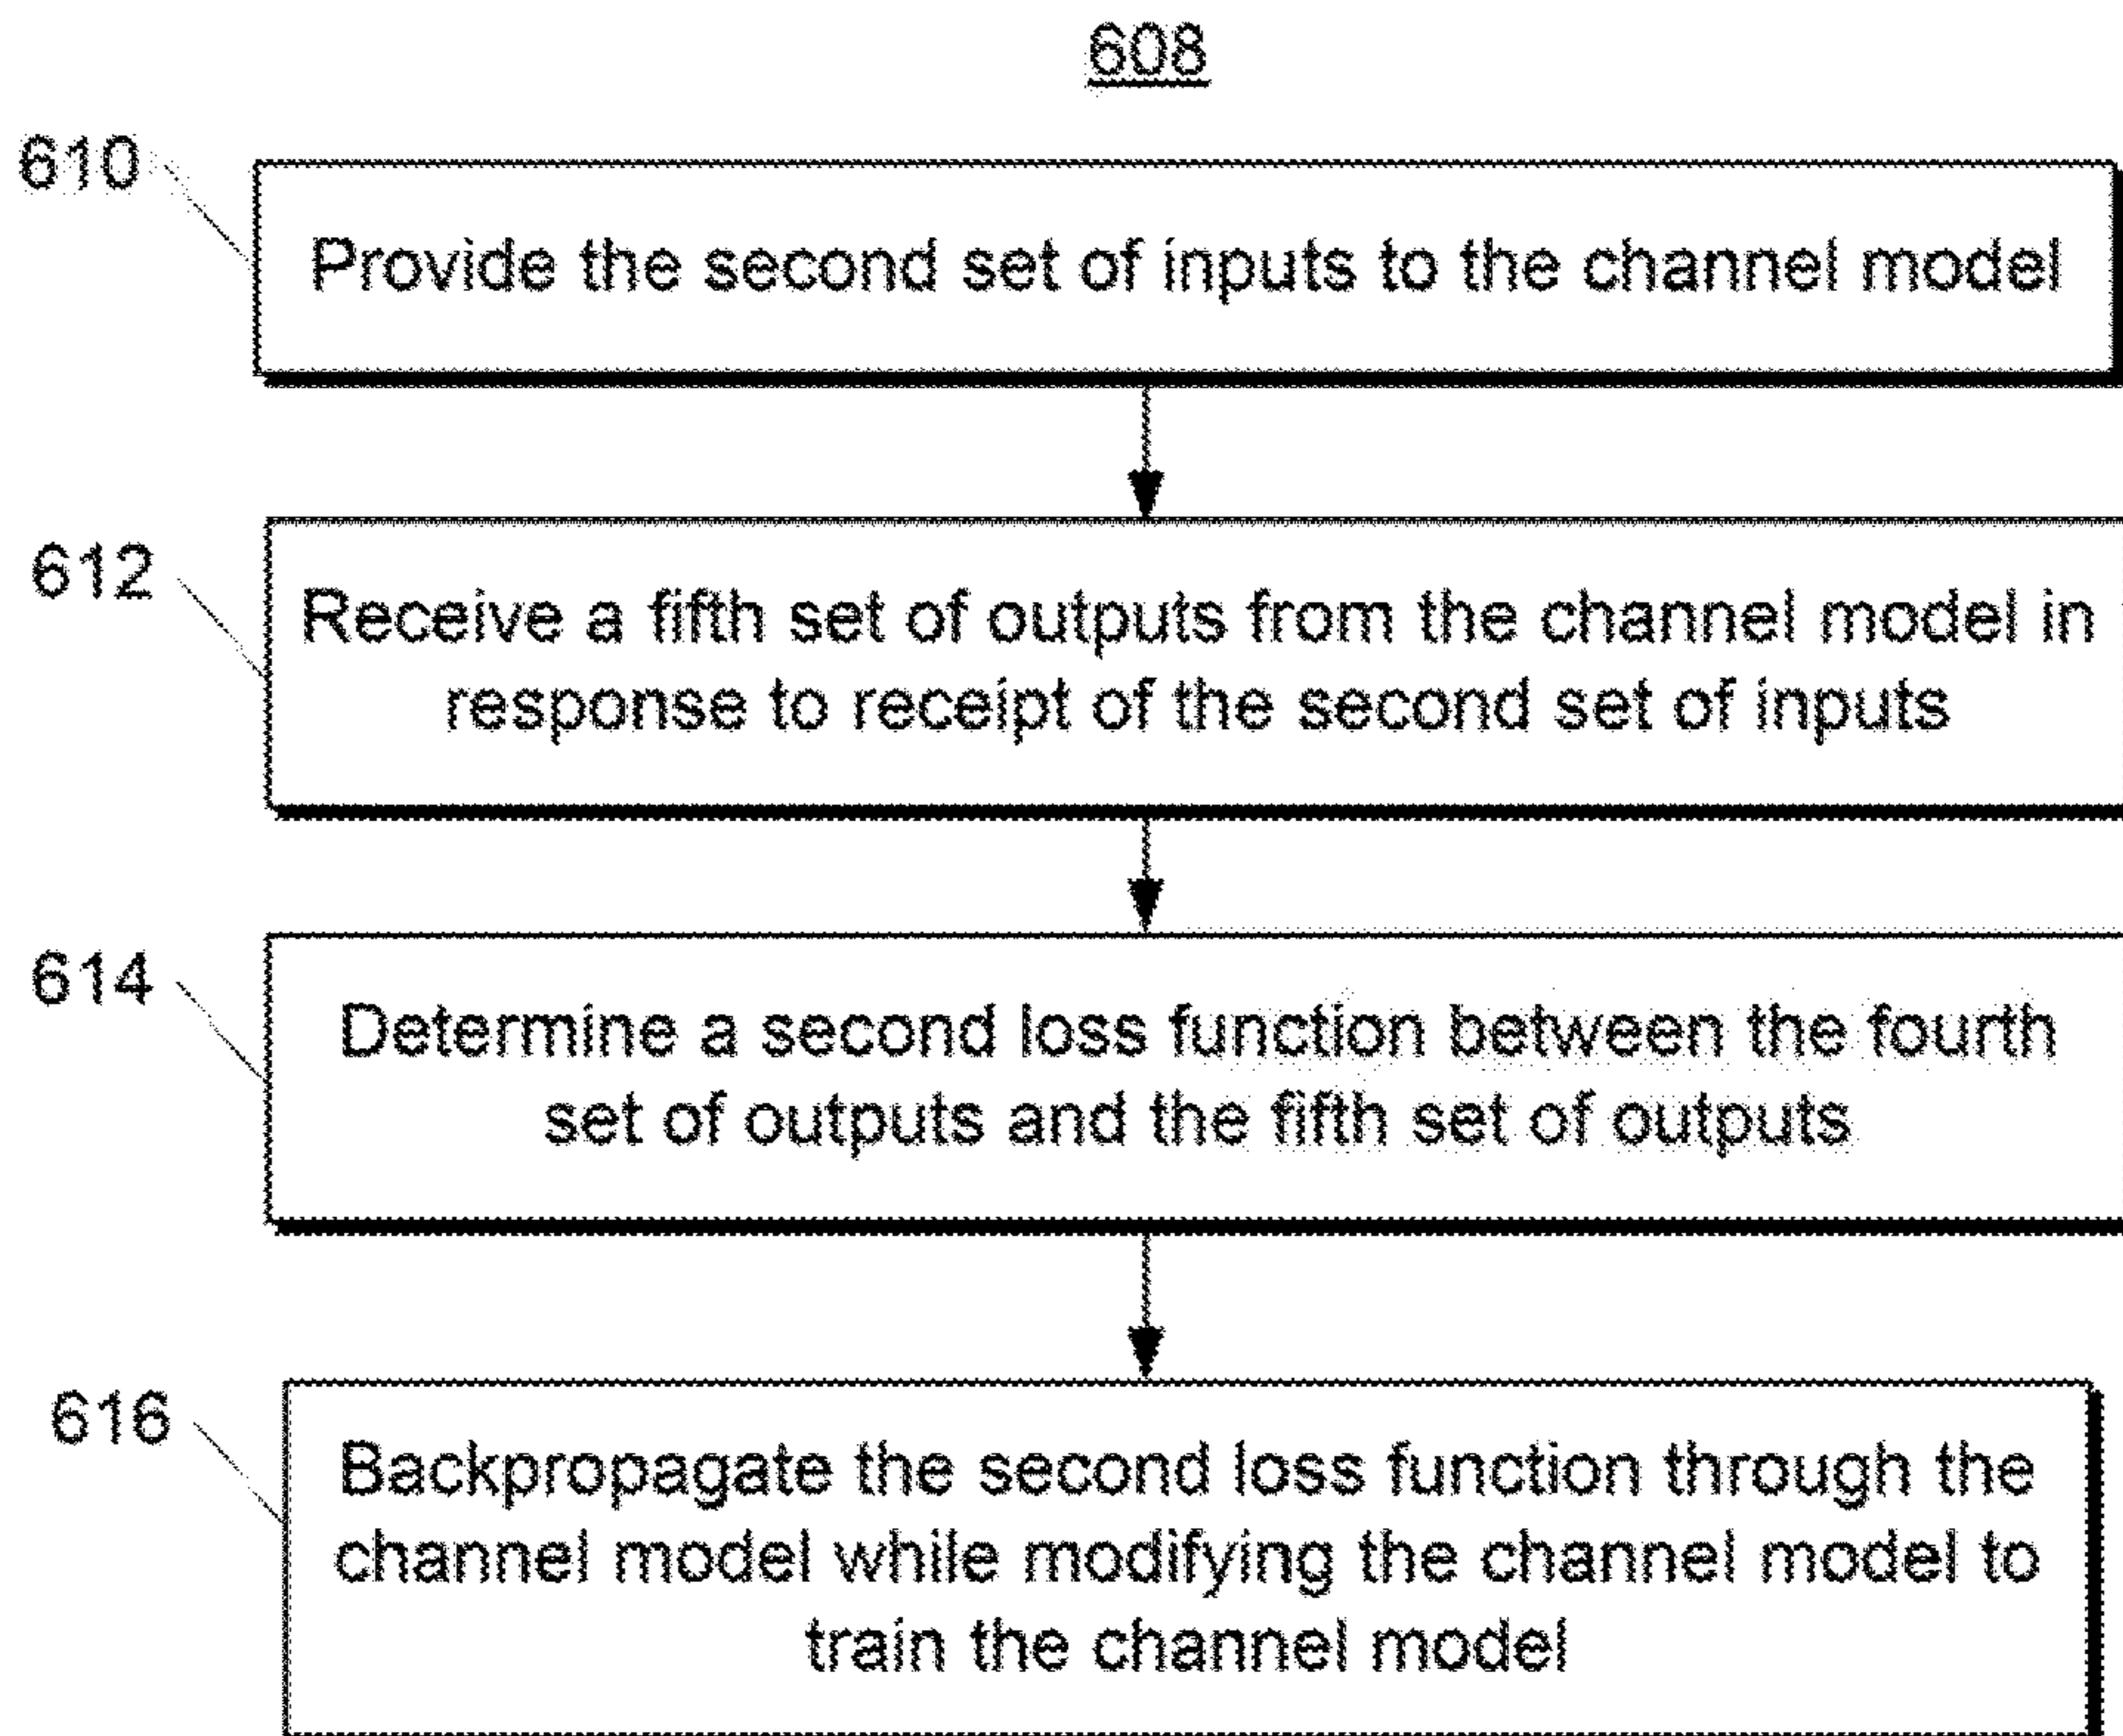 608
610
Provide the second set of inputs to the channel model
612
Receive a fifth set of outputs from the channel model in
response to receipt of the second set of inputs
614
Determine a second loss function between the fourth
set of outputs and the fifth set of outputs
616
Backpropagate the second loss function through the
channel model while modifying the channel model to
train the channel model